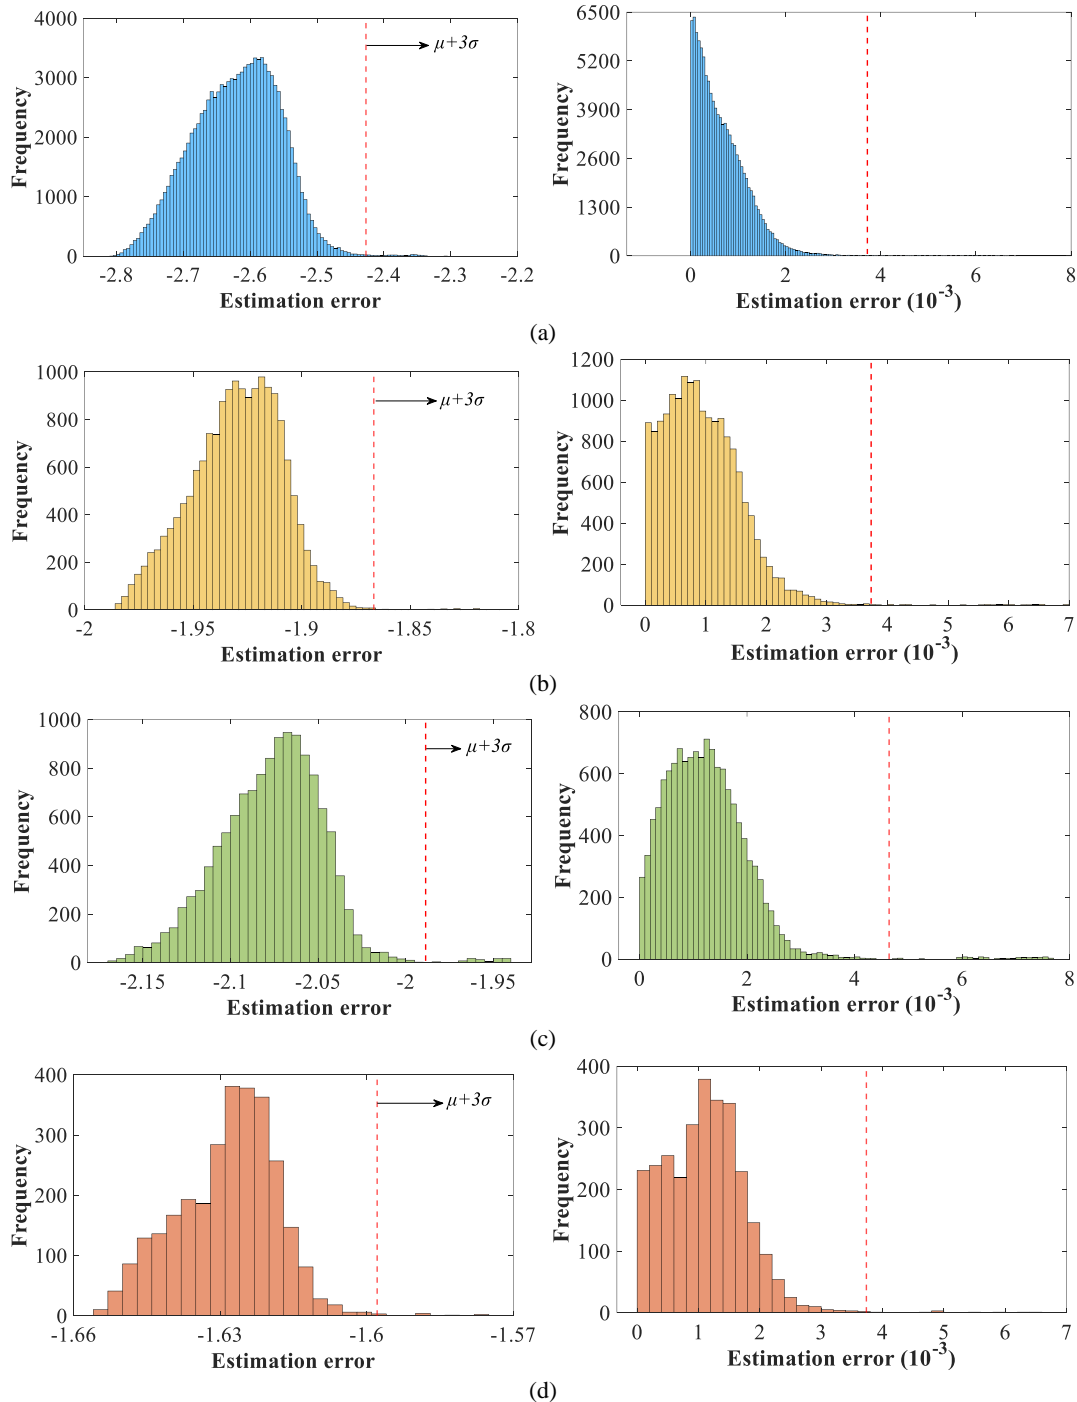 4000
3000
2000
1000
0
Frequency
μ+3σ
-2.8 -2.7 -2.6 -2.5 -2.4 -2.3 -2.2
Estimation error
6500
5200
3900
2600
1300
0
Frequency
0 2 4 6 8
Estimation error (10-3)
(a)
1000
800
600
400
200
0
Frequency
μ+3σ
-2 -1.95 -1.9 -1.85 -1.8
Estimation error
1200
1000
800
600
400
200
0
Frequency
0 1 2 3 4 5 6 7
Estimation error (10-3)
(b)
1000
800
600
400
200
0
Frequency
μ+3σ
-2.15 -2.1 -2.05 -2 -1.95
Estimation error
800
600
400
200
0
Frequency
0 2 4 6 8
Estimation error (10-3)
(c)
400
300
200
100
0
Frequency
μ+3σ
-1.66 -1.63 -1.6 -1.57
Estimation error
400
300
200
100
0
Frequency
0 1 2 3 4 5 6 7
Estimation error (10-3)
(d)